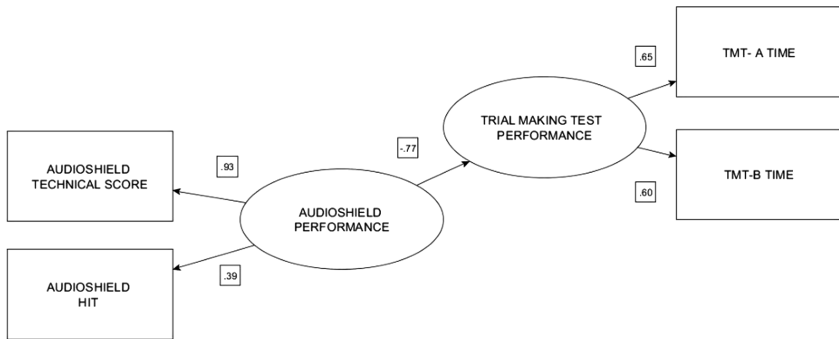 .65
TMT- A TIME
TRIAL MAKING TEST
PERFORMANCE
-.77
TMT-B TIME
.60
AUDIOSHIELD
TECHNICAL SCORE
.93
AUDIOSHIELD
PERFORMANCE
.39
AUDIOSHIELD
HIT